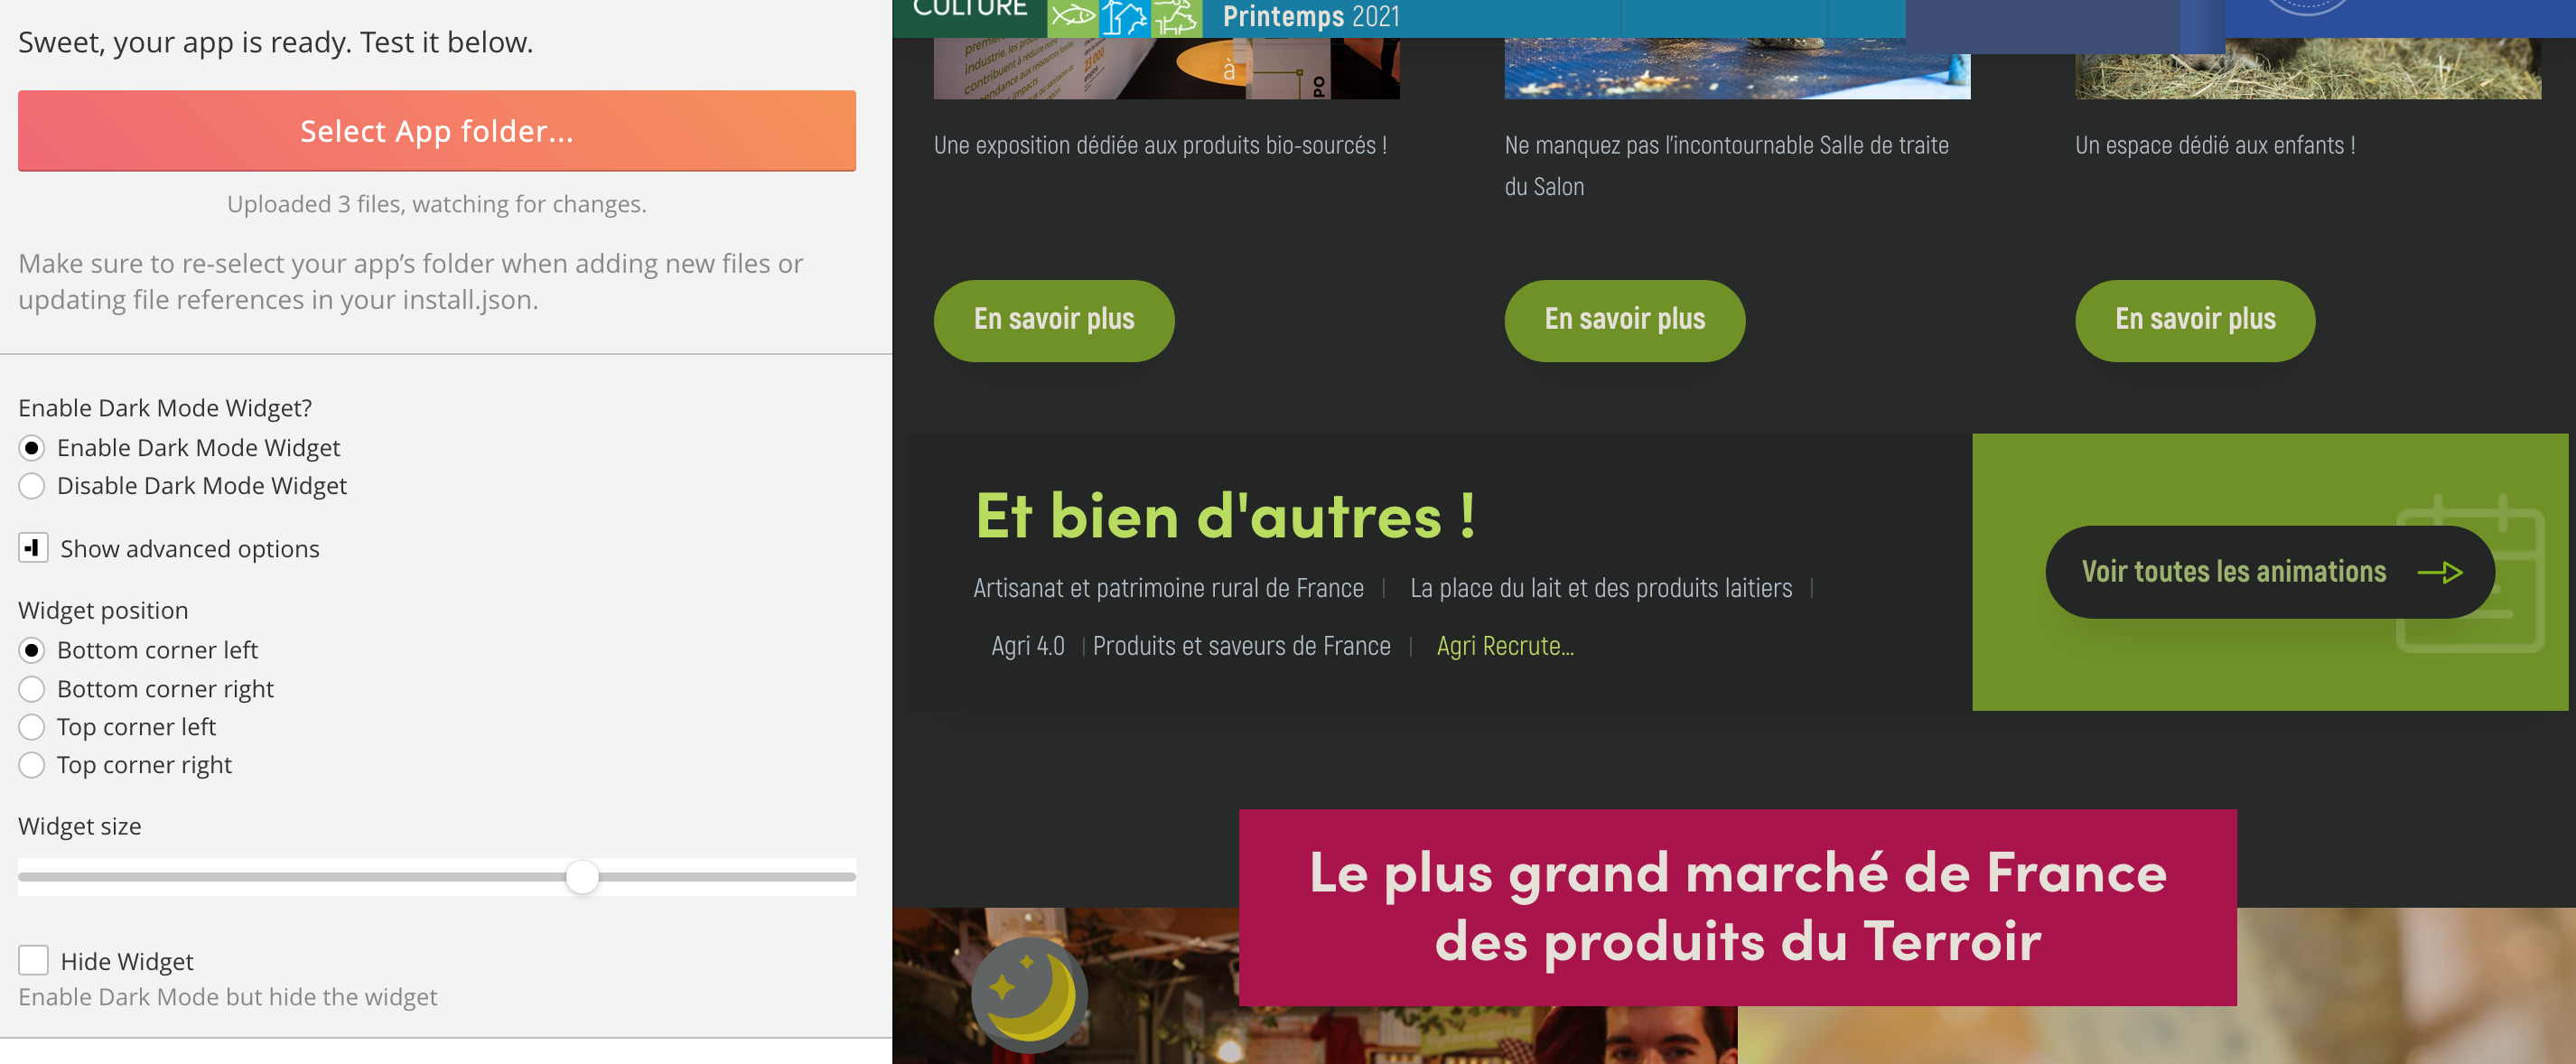 Sweet, your app is ready. Test it below.
Select App folder...
Uploaded 3 files, watching for changes.
Make sure to re-select your app’s folder when adding new files or
updating file references in your install.json.
Enable Dark Mode Widget?
Enable Dark Mode Widget
Disable Dark Mode Widget
Show advanced options
Widget position
Bottom corner left
Bottom corner right
Top corner left
Top corner right
Widget size
Hide Widget
Enable Dark Mode but hide the widget
CULTURE
Printemps 2021
industrie, les
contribuent à réduire
23 000
à
PO
Une exposition dédiée aux produits bio-sourcés !
En savoir plus
Ne manquez pas l'incontournable Salle de traite
du Salon
En savoir plus
Un espace dédié aux enfants !
En savoir plus
Et bien d'autres !
Artisanat et patrimoine rural de France | La place du lait et des produits laitiers |
Agri 4.0 | Produits et saveurs de France | Agri Recrute...
Voir toutes les animations
Le plus grand marché de France
des produits du Terroir